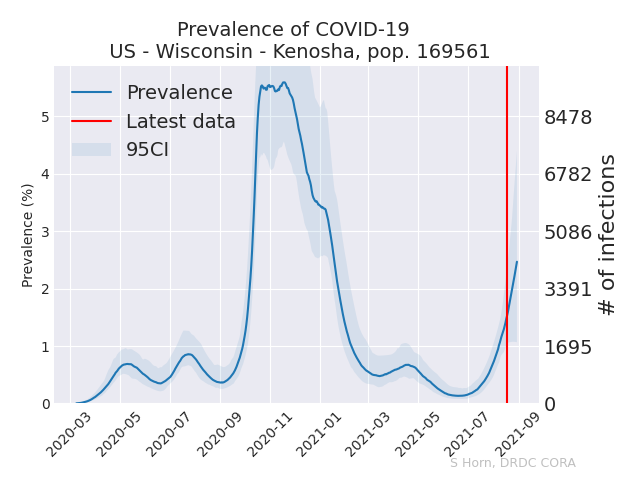 Prevalence of COVID-19
US - Wisconsin - Kenosha, pop. 169561
Prevalence
Latest data
95CI
Prevalence (%)
5
4
3
2
1
0
8478
6782
5086
3391
1695
0
# of infections
2020-03
2020-05
2020-07
2020-09
2020-11
2021-01
2021-03
2021-05
2021-07
2021-09
S Horn, DRDC CORA